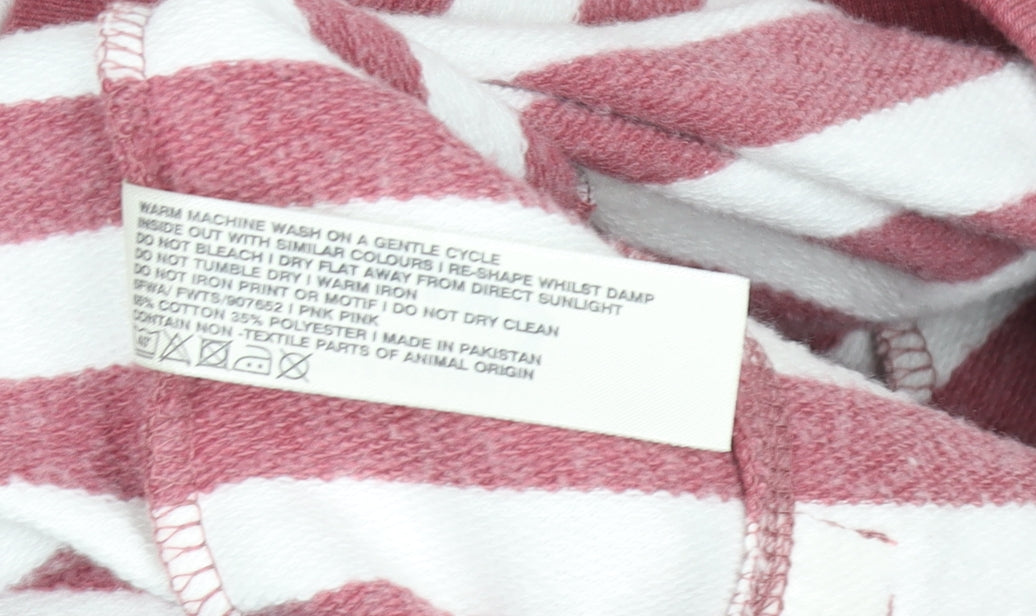 WARM MACHINE WASH ON A GENTLE CYCLE
INSIDE OUT WITH SIMILAR COLOURS | RE-SHAPE WHILST DAMP
DO NOT BLEACH | DRY FLAT AWAY FROM DIRECT SUNLIGHT
DO NOT TUMBLE DRY | WARM IRON
DO NOT IRON PRINT OR MOTIF | DO NOT DRY CLEAN
FWTS/907652 | PNK PINK
COTTON 35% POLYESTER | MADE IN PAKISTAN
CONTAIN NON -TEXTILE PARTS OF ANIMAL ORIGIN
40°